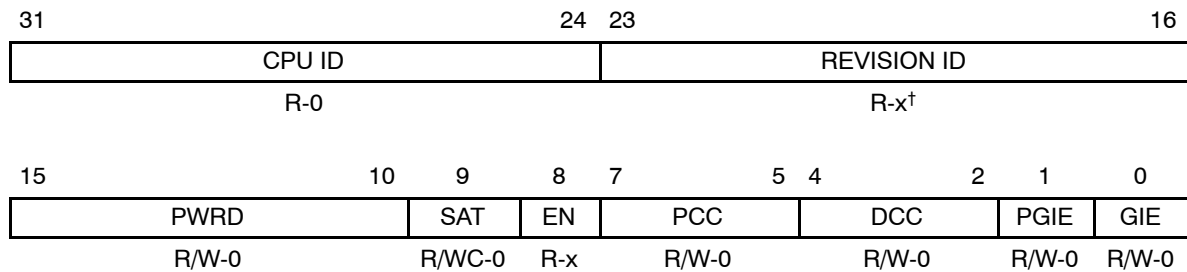 31 24 23 16
CPU ID REVISION ID
R-0 R-x†
15 10 9 8 7 5 4 2 1 0
PWRD SAT EN PCC DCC PGIE GIE
R/W-0 R/WC-0 R-x R/W-0 R/W-0 R/W-0 R/W-0